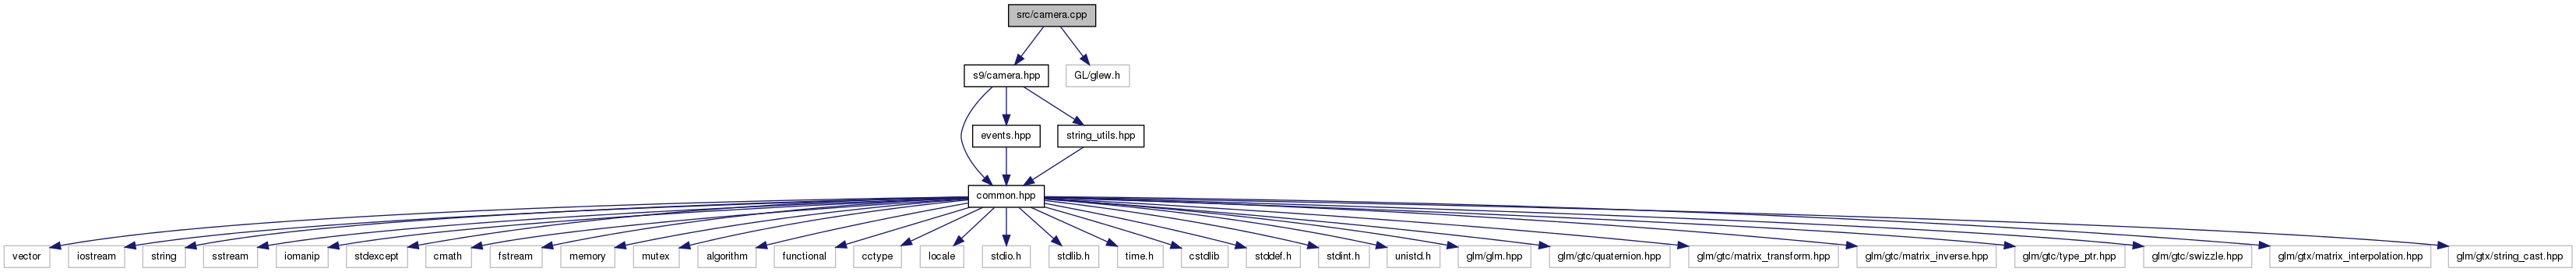 src/camera.cpp
s9/camera.hpp
GL/glew.h
events.hpp
string_utils.hpp
common.hpp
vector
iostream
string
sstream
iomanip
stdexcept
cmath
fstream
memory
mutex
algorithm
functional
cctype
locale
stdio.h
stdlib.h
time.h
cstdlib
stddef.h
stdint.h
unistd.h
glm/glm.hpp
glm/gtc/quaternion.hpp
glm/gtc/matrix_transform.hpp
glm/gtc/matrix_inverse.hpp
glm/gtc/type_ptr.hpp
glm/gtc/swizzle.hpp
glm/gtx/matrix_interpolation.hpp
glm/gtx/string_cast.hpp